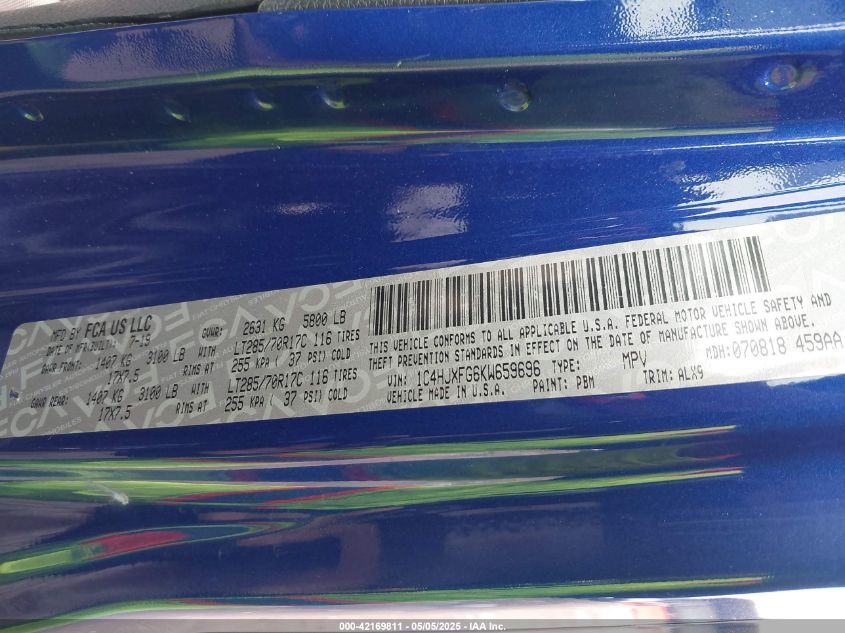 MFD BY FCA US LLC GVWR: 2631 KG 5800 LB
DATE OF MFG/BUILT: 7-19
GAWR FRONT: 1407 KG 3100 LB WITH LT285/70R17C 116 TIRES
17X7.5 RIMS AT 255 KPA ( 37 PSI) COLD
GAWR REAR: 1407 KG 3100 LB WITH LT285/70R17C 116 TIRES
17X7.5 RIMS AT 255 KPA ( 37 PSI) COLD
THIS VEHICLE CONFORMS TO ALL APPLICABLE U.S.A. FEDERAL MOTOR VEHICLE SAFETY AND
THEFT PREVENTION STANDARDS IN EFFECT ON THE DATE OF MANUFACTURE SHOWN ABOVE.
VIN: 1C4HJXFG6KW659696 TYPE: MPV MDH:070818 459AA
VEHICLE MADE IN U.S.A. PAINT: PBM TRIM: ALX9
000-42169811 - 05/05/2025 - IAA Inc.